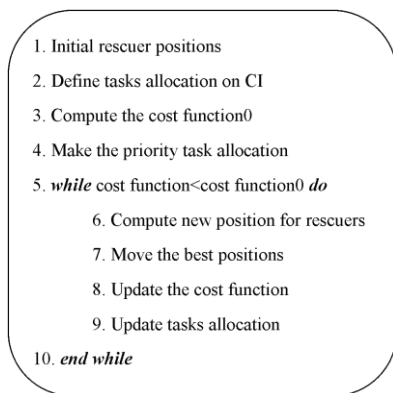 1. Initial rescuer positions
2. Define tasks allocation on CI
3. Compute the cost function0
4. Make the priority task allocation
5. while cost function<cost function0 do
6. Compute new position for rescuers
7. Move the best positions
8. Update the cost function
9. Update tasks allocation
10. end while